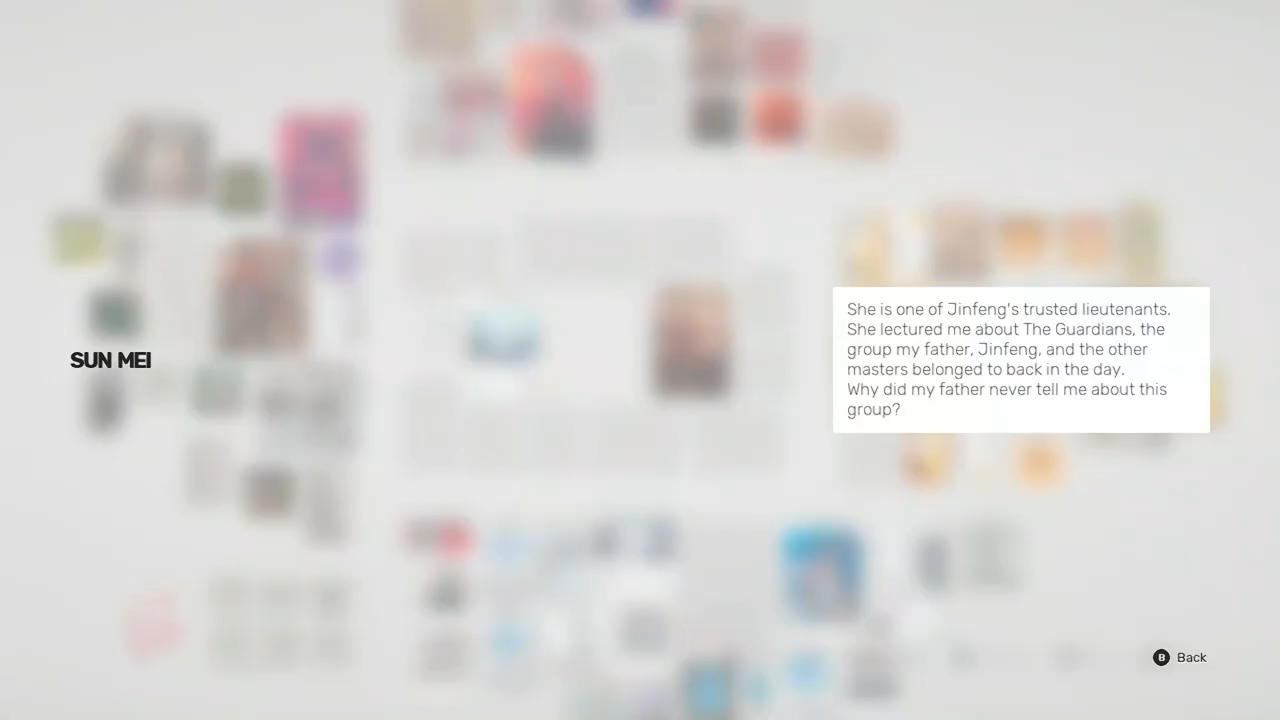 SUN MEI
She is one of Jinfeng's trusted lieutenants.
She lectured me about The Guardians, the
group my father, Jinfeng, and the other
masters belonged to back in the day.
Why did my father never tell me about this
group?
B Back